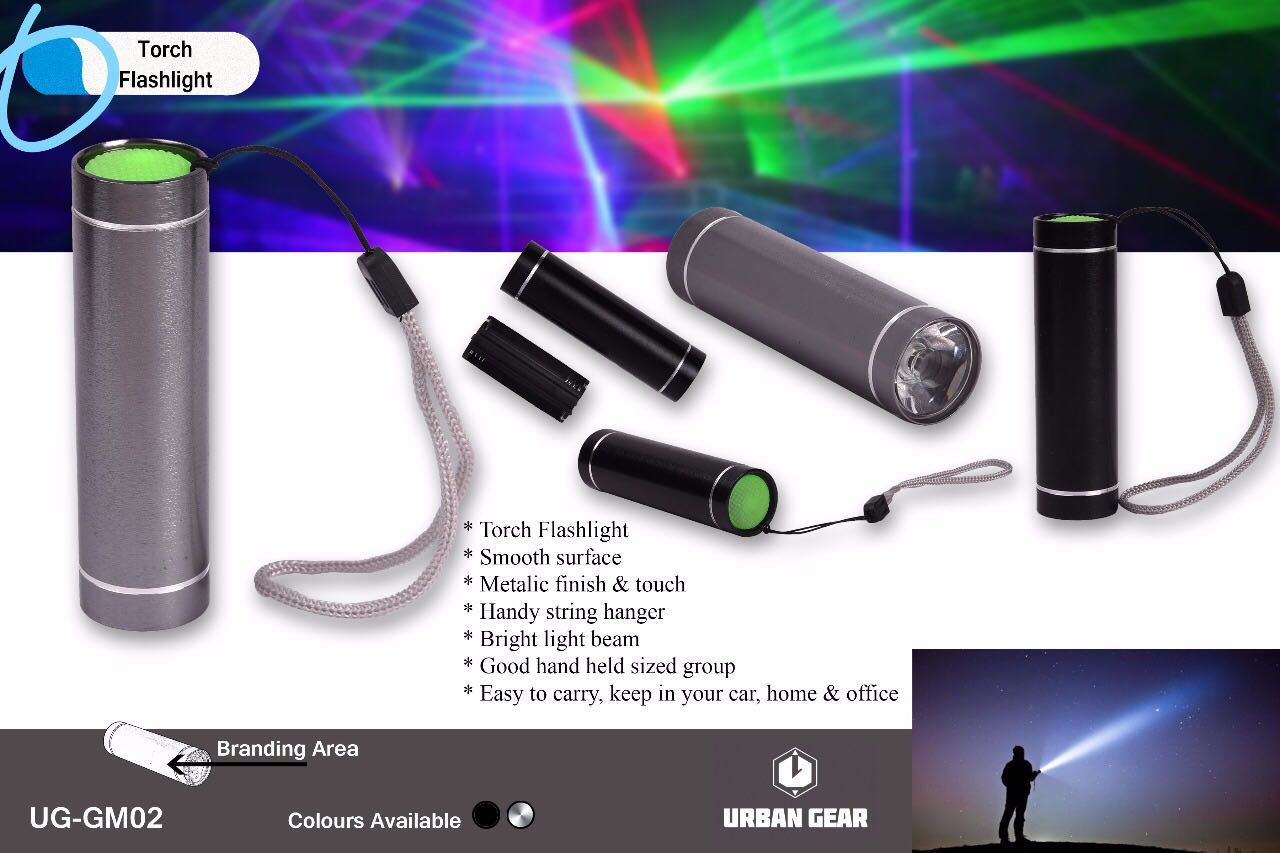 Torch
Flashlight
* Torch Flashlight
* Smooth surface
* Metalic finish & touch
* Handy string hanger
* Bright light beam
* Good hand held sized group
* Easy to carry, keep in your car, home & office
Branding Area
UG-GM02
Colours Available
URBAN GEAR